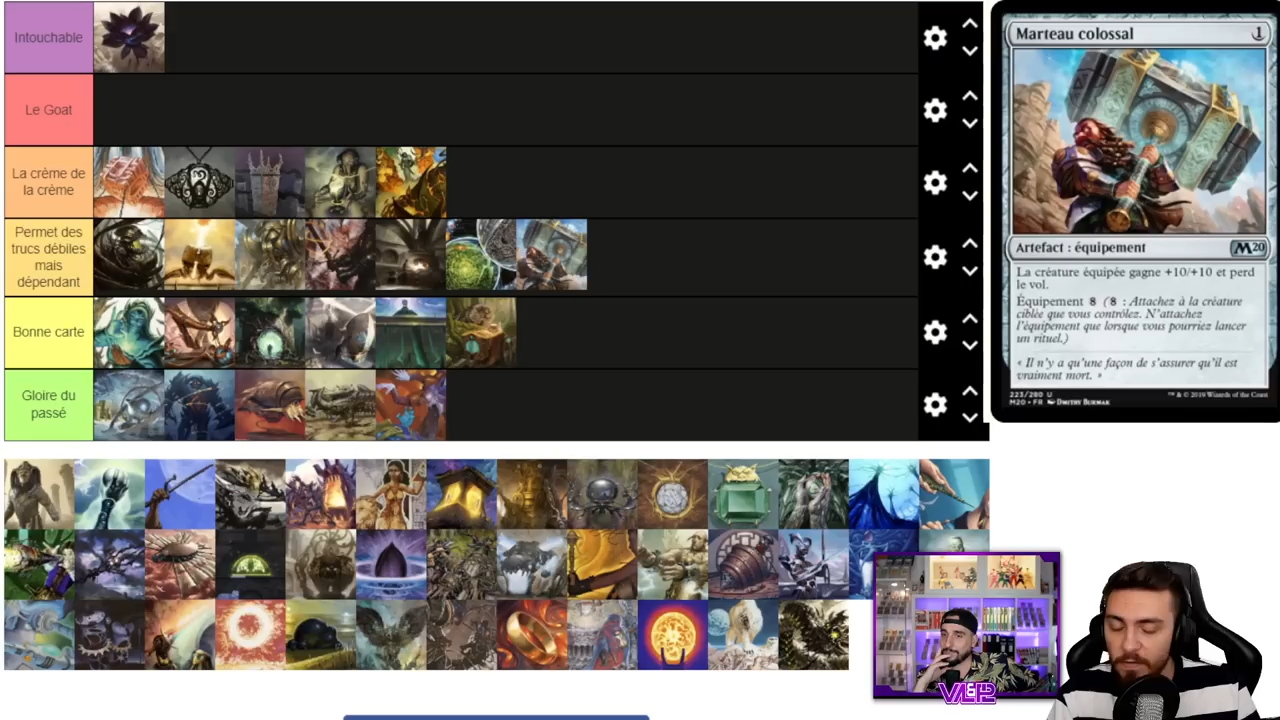 Intouchable
Le Goat
La crème de
la crème
Permet des
trucs débiles
mais
dépendant
Bonne carte
Gloire du
passé
Marteau colossal 1
Artefact : équipement M20
La créature équipée gagne +10/+10 et perd
le vol.
Équipement 8 (8 : Attachez à la créature
ciblée que vous contrôlez. N'attachez
l'équipement que lorsque vous pourriez lancer
un rituel.)
« Il n'y a qu'une façon de s'assurer qu'il est
vraiment mort. »
223/280 U
M20 • FR Dmitry Burmak
™ & © 2019 Wizards of the Coast